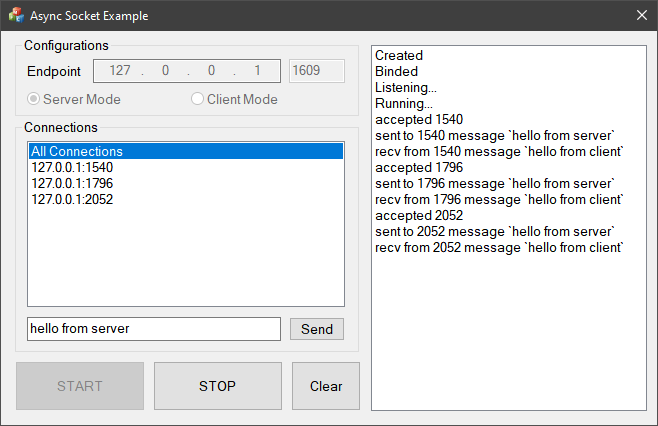 Async Socket Example
Configurations
Endpoint 127 . 0 . 0 . 1 1609
Server Mode Client Mode
Connections
All Connections
127.0.0.1:1540
127.0.0.1:1796
127.0.0.1:2052
hello from server Send
START STOP Clear
Created
Binded
Listening...
Running...
accepted 1540
sent to 1540 message `hello from server`
recv from 1540 message `hello from client`
accepted 1796
sent to 1796 message `hello from server`
recv from 1796 message `hello from client`
accepted 2052
sent to 2052 message `hello from server`
recv from 2052 message `hello from client`